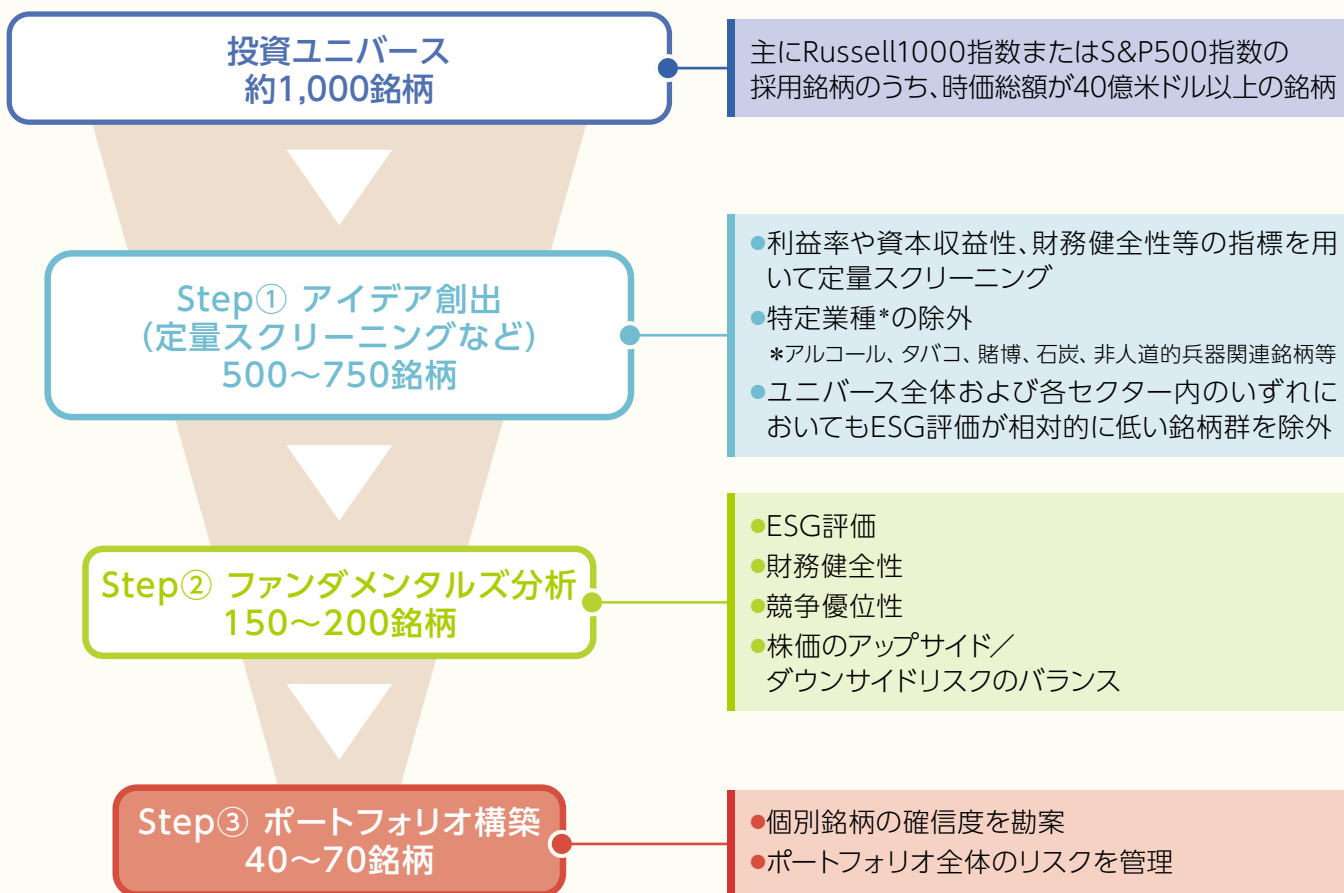 投資ユニバース
約1,000銘柄
主にRussell1000指数またはS&P500指数の
採用銘柄のうち、時価総額が40億米ドル以上の銘柄
Step① アイデア創出
(定量スクリーニングなど)
500〜750銘柄
●利益率や資本収益性、財務健全性等の指標を用
いて定量スクリーニング
●特定業種*の除外
*アルコール、タバコ、賭博、石炭、非人道的兵器関連銘柄等
●ユニバース全体および各セクター内のいずれに
おいてもESG評価が相対的に低い銘柄群を除外
Step② ファンダメンタルズ分析
150〜200銘柄
●ESG評価
●財務健全性
●競争優位性
●株価のアップサイド／
ダウンサイドリスクのバランス
Step③ ポートフォリオ構築
40〜70銘柄
●個別銘柄の確信度を勘案
●ポートフォリオ全体のリスクを管理